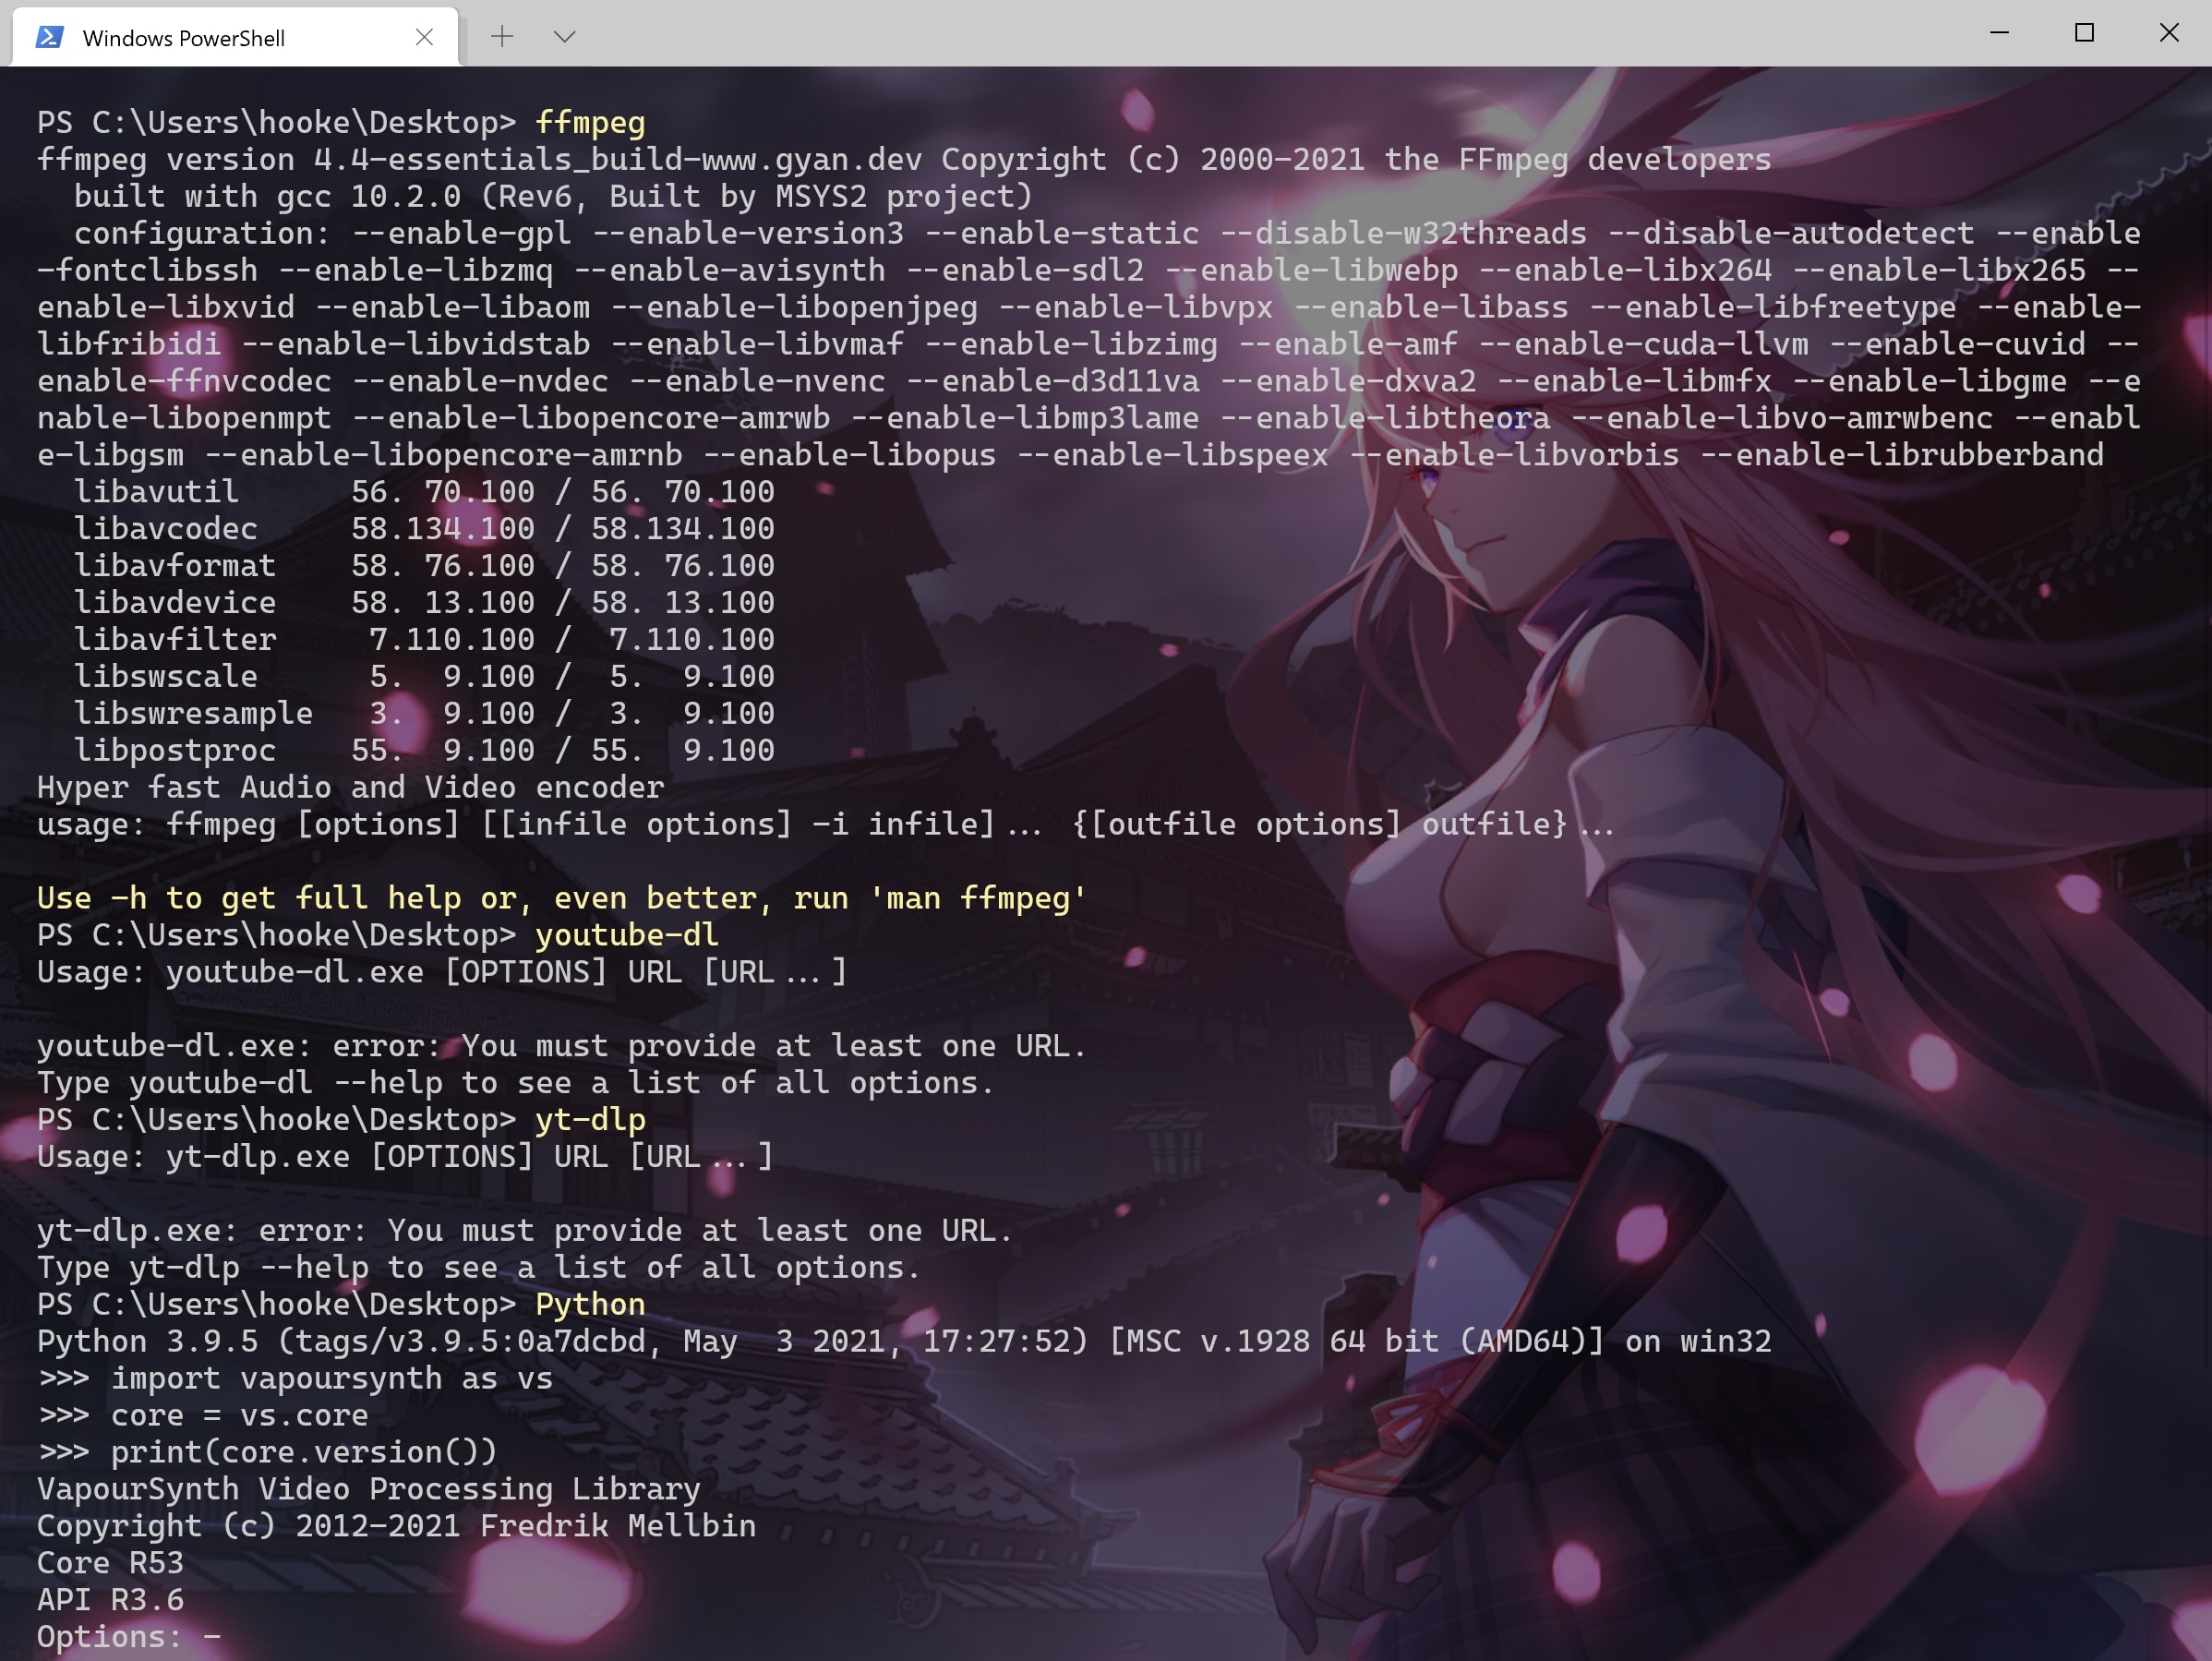 Windows PowerShell
PS C:\Users\hooke\Desktop> ffmpeg
ffmpeg version 4.4-essentials_build-www.gyan.dev Copyright (c) 2000-2021 the FFmpeg developers
  built with gcc 10.2.0 (Rev6, Built by MSYS2 project)
  configuration: --enable-gpl --enable-version3 --enable-static --disable-w32threads --disable-autodetect --enable
-fontclibssh --enable-libzmq --enable-avisynth --enable-sdl2 --enable-libwebp --enable-libx264 --enable-libx265 --
enable-libxvid --enable-libaom --enable-libopenjpeg --enable-libvpx --enable-libass --enable-libfreetype --enable-
libfribidi --enable-libvidstab --enable-libvmaf --enable-libzimg --enable-amf --enable-cuda-llvm --enable-cuvid --
enable-ffnvcodec --enable-nvdec --enable-nvenc --enable-d3d11va --enable-dxva2 --enable-libmfx --enable-libgme --e
nable-libopenmpt --enable-libopencore-amrwb --enable-libmp3lame --enable-libtheora --enable-libvo-amrwbenc --enabl
e-libgsm --enable-libopencore-amrnb --enable-libopus --enable-libspeex --enable-libvorbis --enable-librubberband
  libavutil      56. 70.100 / 56. 70.100
  libavcodec     58.134.100 / 58.134.100
  libavformat    58. 76.100 / 58. 76.100
  libavdevice    58. 13.100 / 58. 13.100
  libavfilter     7.110.100 /  7.110.100
  libswscale      5.  9.100 /  5.  9.100
  libswresample   3.  9.100 /  3.  9.100
  libpostproc    55.  9.100 / 55.  9.100
Hyper fast Audio and Video encoder
usage: ffmpeg [options] [[infile options] -i infile]... {[outfile options] outfile}...
Use -h to get full help or, even better, run 'man ffmpeg'
PS C:\Users\hooke\Desktop> youtube-dl
Usage: youtube-dl.exe [OPTIONS] URL [URL...]
youtube-dl.exe: error: You must provide at least one URL.
Type youtube-dl --help to see a list of all options.
PS C:\Users\hooke\Desktop> yt-dlp
Usage: yt-dlp.exe [OPTIONS] URL [URL...]
yt-dlp.exe: error: You must provide at least one URL.
Type yt-dlp --help to see a list of all options.
PS C:\Users\hooke\Desktop> Python
Python 3.9.5 (tags/v3.9.5:0a7dcbd, May  3 2021, 17:27:52) [MSC v.1928 64 bit (AMD64)] on win32
>>> import vapoursynth as vs
>>> core = vs.core
>>> print(core.version())
VapourSynth Video Processing Library
Copyright (c) 2012-2021 Fredrik Mellbin
Core R53
API R3.6
Options: -